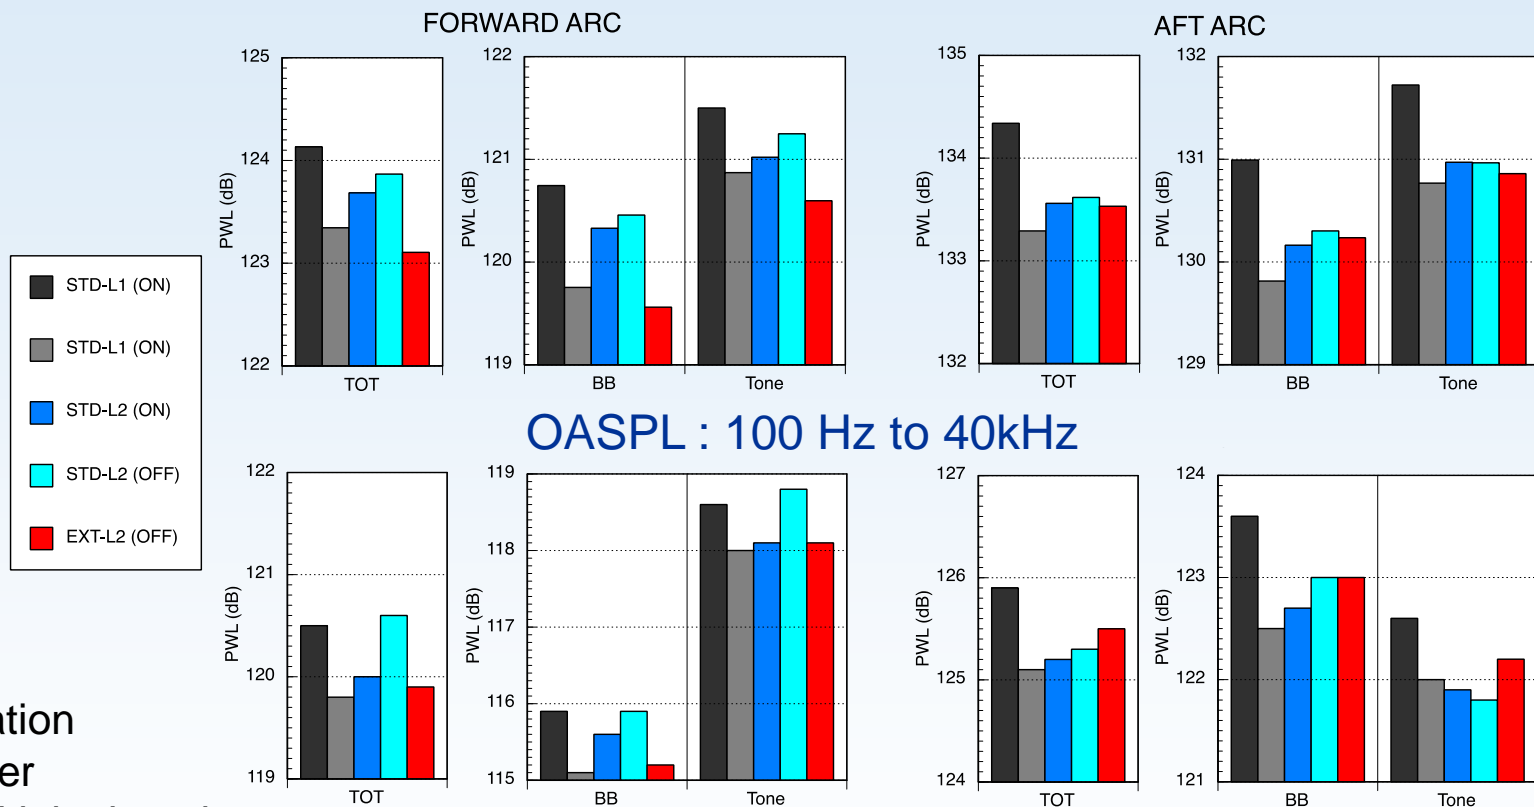 FORWARD ARC
AFT ARC
125
124
123
122
PWL (dB)
TOT
122
121
120
119
PWL (dB)
BB
Tone
135
134
133
132
PWL (dB)
TOT
132
131
130
129
PWL (dB)
BB
Tone
STD-L1 (ON)
STD-L1 (ON)
STD-L2 (ON)
STD-L2 (OFF)
EXT-L2 (OFF)
OASPL : 100 Hz to 40kHz
122
121
120
119
PWL (dB)
TOT
119
118
117
116
115
PWL (dB)
BB
Tone
127
126
125
124
PWL (dB)
TOT
124
123
122
121
PWL (dB)
BB
Tone
ation
er